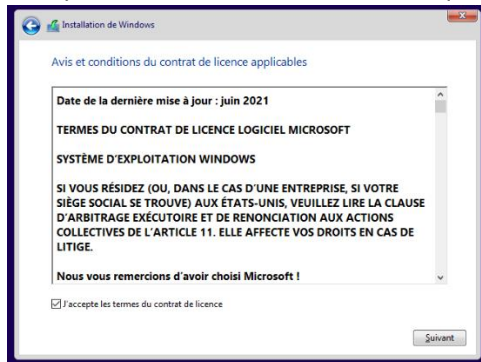 Installation de Windows
Avis et conditions du contrat de licence applicables
Date de la dernière mise à jour : juin 2021
TERMES DU CONTRAT DE LICENCE LOGICIEL MICROSOFT
SYSTÈME D'EXPLOITATION WINDOWS
SI VOUS RÉSIDEZ (OU, DANS LE CAS D'UNE ENTREPRISE, SI VOTRE
SIÈGE SOCIAL SE TROUVE) AUX ÉTATS-UNIS, VEUILLEZ LIRE LA CLAUSE
D'ARBITRAGE EXÉCUTOIRE ET DE RENONCIATION AUX ACTIONS
COLLECTIVES DE L'ARTICLE 11. ELLE AFFECTE VOS DROITS EN CAS DE
LITIGE.
Nous vous remercions d'avoir choisi Microsoft !
J'accepte les termes du contrat de licence
Suivant